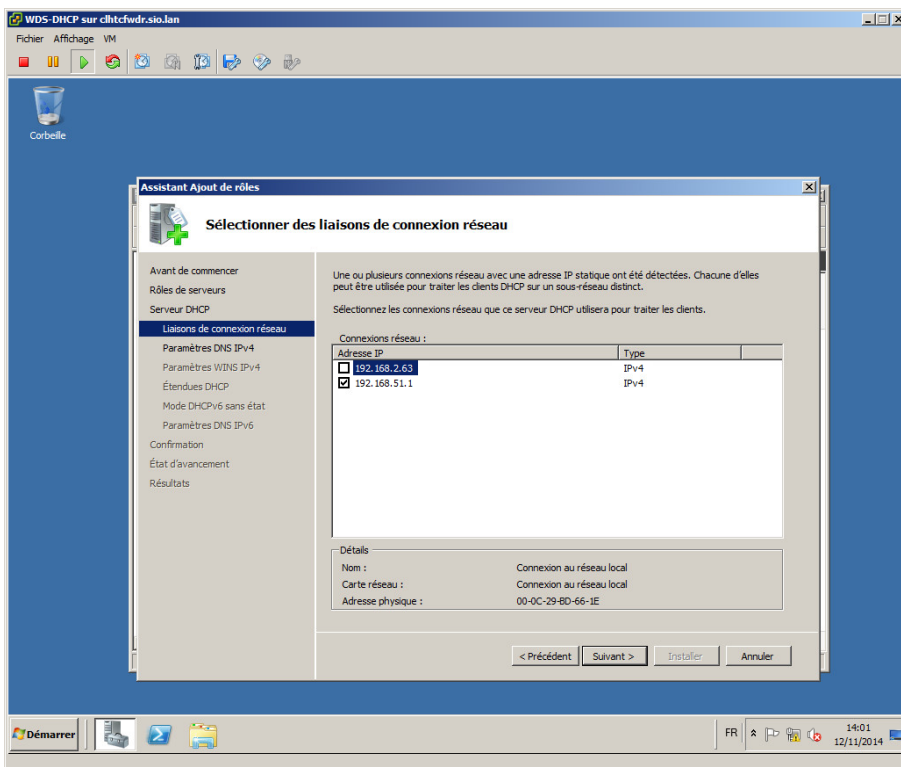 WDS-DHCP sur clhtcfwdr.sio.lan
Fichier Affichage VM
Corbeille
Assistant Ajout de rôles
Sélectionner des liaisons de connexion réseau
Avant de commencer
Rôles de serveurs
Serveur DHCP
Liaisons de connexion réseau
Paramètres DNS IPv4
Paramètres WINS IPv4
Étendues DHCP
Mode DHCPv6 sans état
Paramètres DNS IPv6
Confirmation
État d'avancement
Résultats
Une ou plusieurs connexions réseau avec une adresse IP statique ont été détectées. Chacune d'elles
peut être utilisée pour traiter les clients DHCP sur un sous-réseau distinct.
Sélectionnez les connexions réseau que ce serveur DHCP utilisera pour traiter les clients.
Connexions réseau :
Adresse IP Type
192.168.2.63 IPv4
192.168.51.1 IPv4
Détails
Nom : Connexion au réseau local
Carte réseau : Connexion au réseau local
Adresse physique : 00-0C-29-BD-66-1E
< Précédent Suivant > Installer Annuler
Démarrer
FR
14:01
12/11/2014